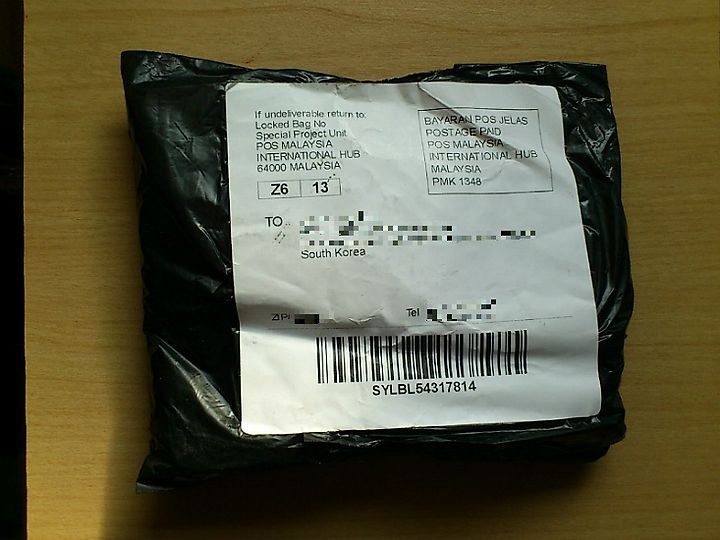 If undeliverable return to:
Locked Bag No
Special Project Unit
POS MALAYSIA
INTERNATIONAL HUB
64000 MALAYSIA
Z6 13
BAYARAN POS JELAS
POSTAGE PAID
POS MALAYSIA
INTERNATIONAL HUB
MALAYSIA
PMK 1348
TO
South Korea
ZIP:
Tel
SYLBL54317814